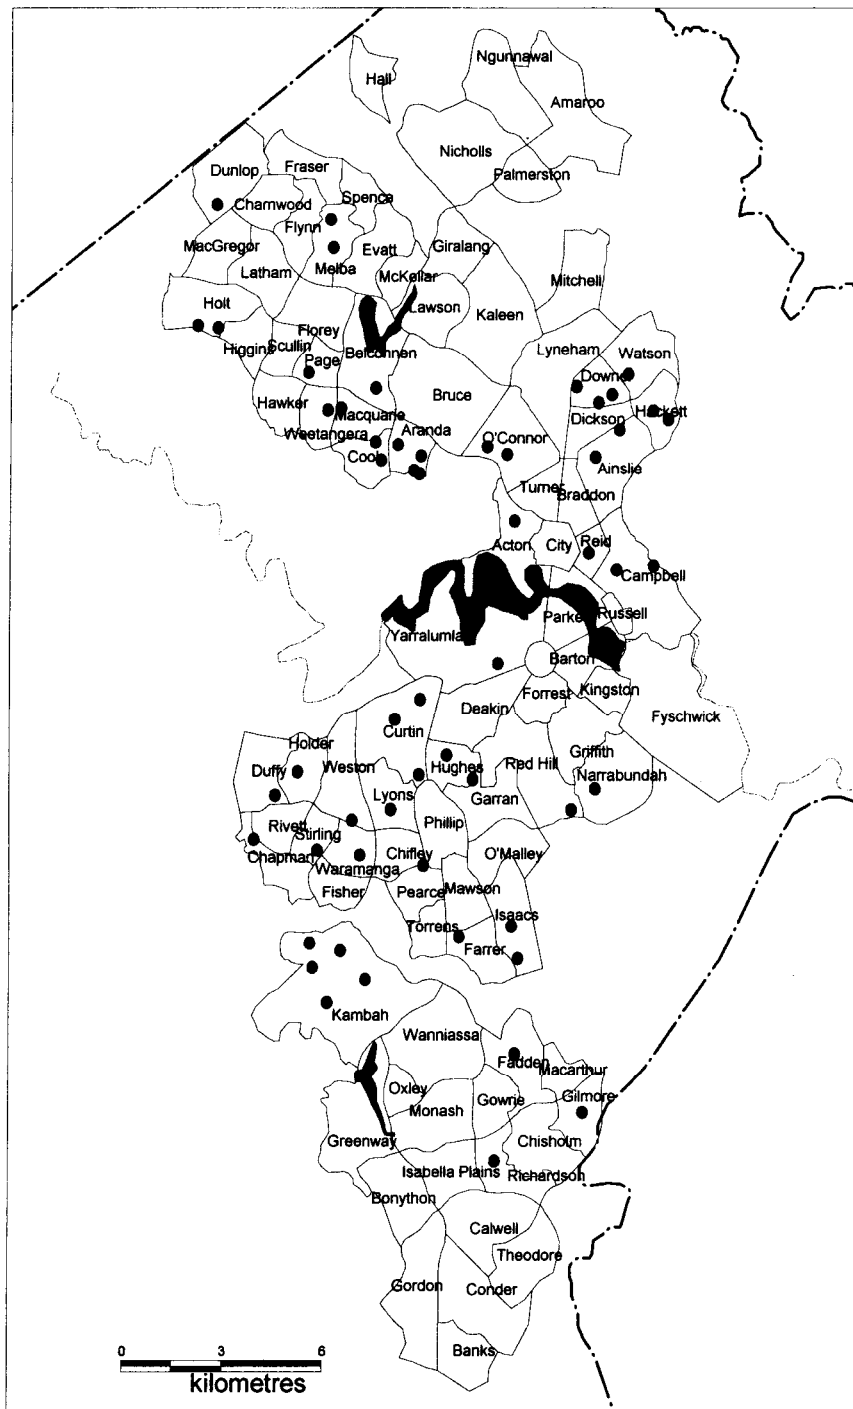 Hall
Ngunnawal
Amaroo
Nicholls
Palmerston
Dunlop
Fraser
Spence
Charnwood
Flynn
MacGregor
Evatt
Giralang
Latham
Melba
McKellar
Mitchell
Holt
Lawson
Kaleen
Florey
Higgins
Scullin
Page
Belconnen
Lyneham
Watson
Downe
Hawker
Bruce
Macquarie
Dickson
Hackett
Weetangera
Aranda
O'Connor
Cook
Ainslie
Turner
Braddon
Acton
City
Reid
Campbell
Parke
Russell
Yarralumla
Barton
Forrest
Kingston
Deakin
Fyschwick
Curtin
Holder
Weston
Duffy
Hughes
Red Hill
Griffith
Narrabundah
Lyons
Garran
Rivett
Stirling
Phillip
Chapman
Waramanga
Chifley
O'Malley
Fisher
Pearce
Mawson
Torrens
Isaacs
Farrer
Kambah
Wanniassa
Fadden
Macarthur
Oxley
Gowrie
Gilmore
Monash
Greenway
Chisholm
Isabella Plains
Richardson
Bonython
Calwell
Theodore
Gordon
Conder
Banks
0 3 6
kilometres